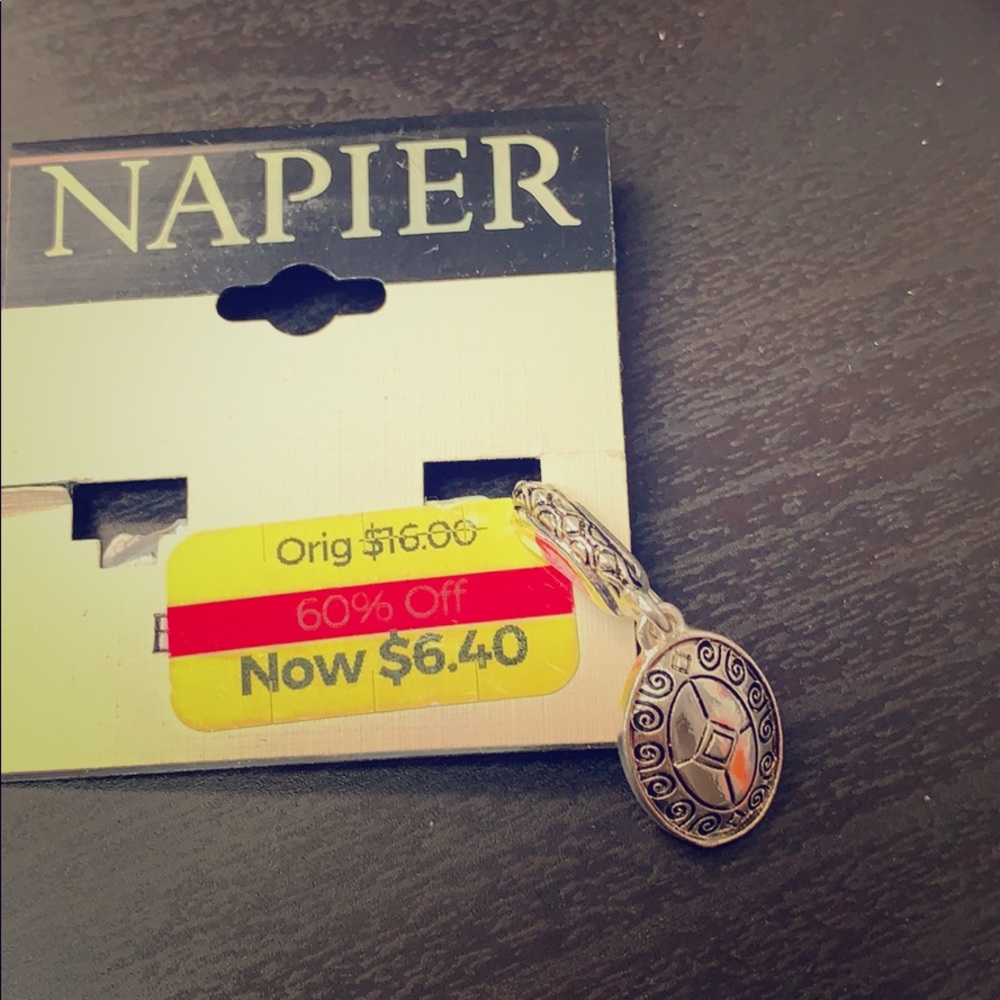 NAPIER
Orig $16.00
60% Off
Now $6.40